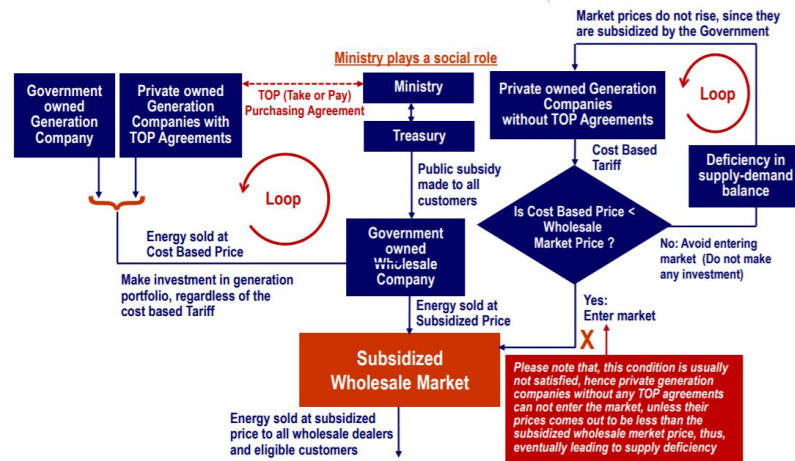 Market prices do not rise, since they
are subsidized by the Government
Ministry plays a social role
Government
owned
Generation
Company
Private owned
Generation
Companies with
TOP Agreements
TOP (Take or Pay)
Purchasing Agreement
Ministry
Treasury
Private owned Generation
Companies
without TOP Agreements
Loop
Cost Based
Tariff
Deficiency in
supply-demand
balance
Public subsidy
made to all
customers
Loop
Is Cost Based Price <
Wholesale
Market Price ?
Energy sold at
Cost Based Price
Government
owned
Wholesale
Company
No: Avoid entering
market (Do not make
any investment)
Make investment in generation
portfolio, regardless of the
cost based Tariff
Energy sold at
Subsidized Price
Yes:
Enter market
X
Subsidized
Wholesale Market
Please note that, this condition is usually
not satisfied, hence private generation
companies without any TOP agreements
can not enter the market, unless their
prices comes out to be less than the
subsidized wholesale merket price, thus,
eventually leading to supply deficiency
Energy sold at subsidized
price to all wholesale dealers
and eligible customers